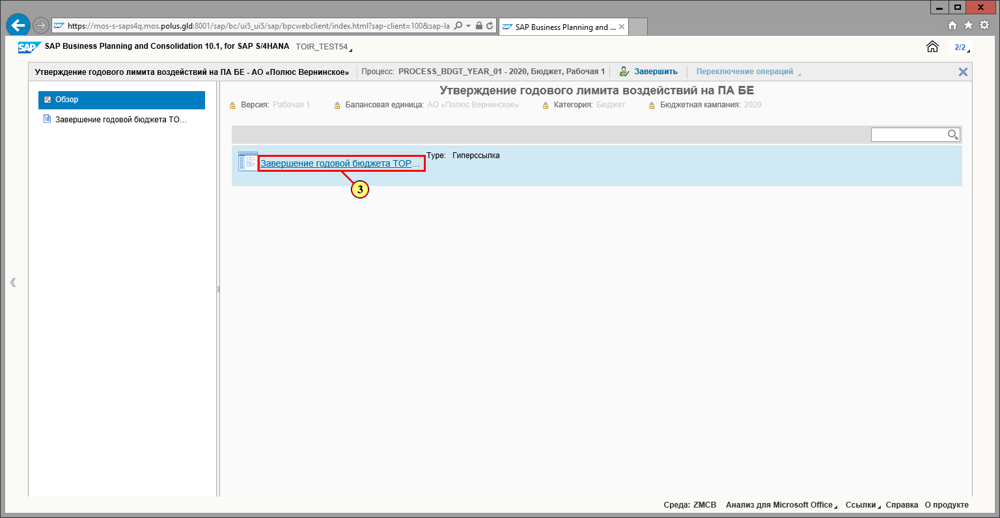 https://mos-s-saps4q.mos.polus.gld:8001/sap/bc/ui5_ui5/sap/bpcwebclient/index.html?sap-client=100&sap-la
SAP Business Planning and ...
SAP Business Planning and Consolidation 10.1, for SAP S/4HANA TOIR_TEST54
2/2
Утверждение годового лимита воздействий на ПА БЕ - АО «Полюс Вернинское» Процесс: PROCESS_BDGT_YEAR_01 - 2020, Бюджет, Рабочая 1 Завершить Переключение операций
Обзор
Завершение годовой бюджета ТО...
Утверждение годового лимита воздействий на ПА БЕ
Версия: Рабочая 1 Балансовая единица: АО «Полюс Вернинское» Категория: Бюджет Бюджетная кампания: 2020
Завершение годовой бюджета ТОР...
Type: Гиперссылка
3
Среда: ZMCB Анализ для Microsoft Office Ссылки Справка О продукте